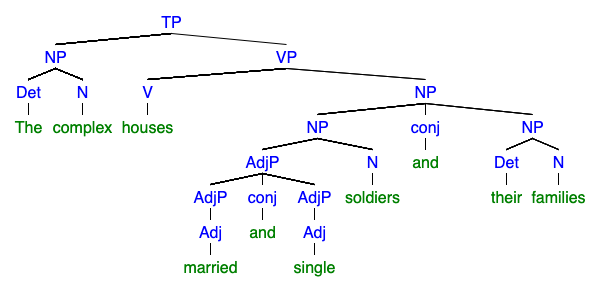 TP
NP VP
Det N V NP
The complex houses NP conj NP
AdjP N and Det N
AdjP conj AdjP soldiers their families
Adj and Adj
married single